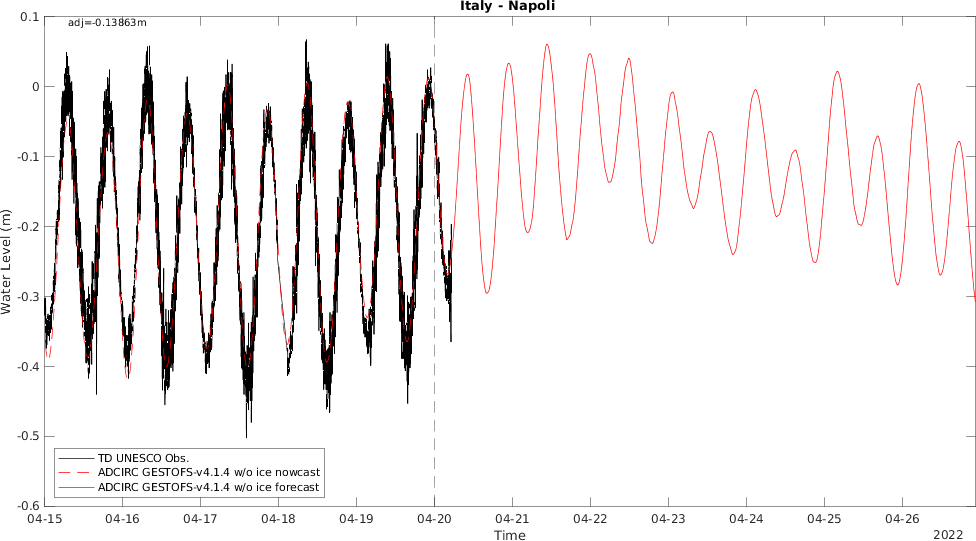 Italy - Napoli
adj=-0.13863m
0.1
0
-0.1
-0.2
-0.3
-0.4
-0.5
-0.6
Water Level (m)
TD UNESCO Obs.
ADCIRC GESTOFS-v4.1.4 w/o ice nowcast
ADCIRC GESTOFS-v4.1.4 w/o ice forecast
04-15 04-16 04-17 04-18 04-19 04-20 04-21 04-22 04-23 04-24 04-25 04-26
Time
2022